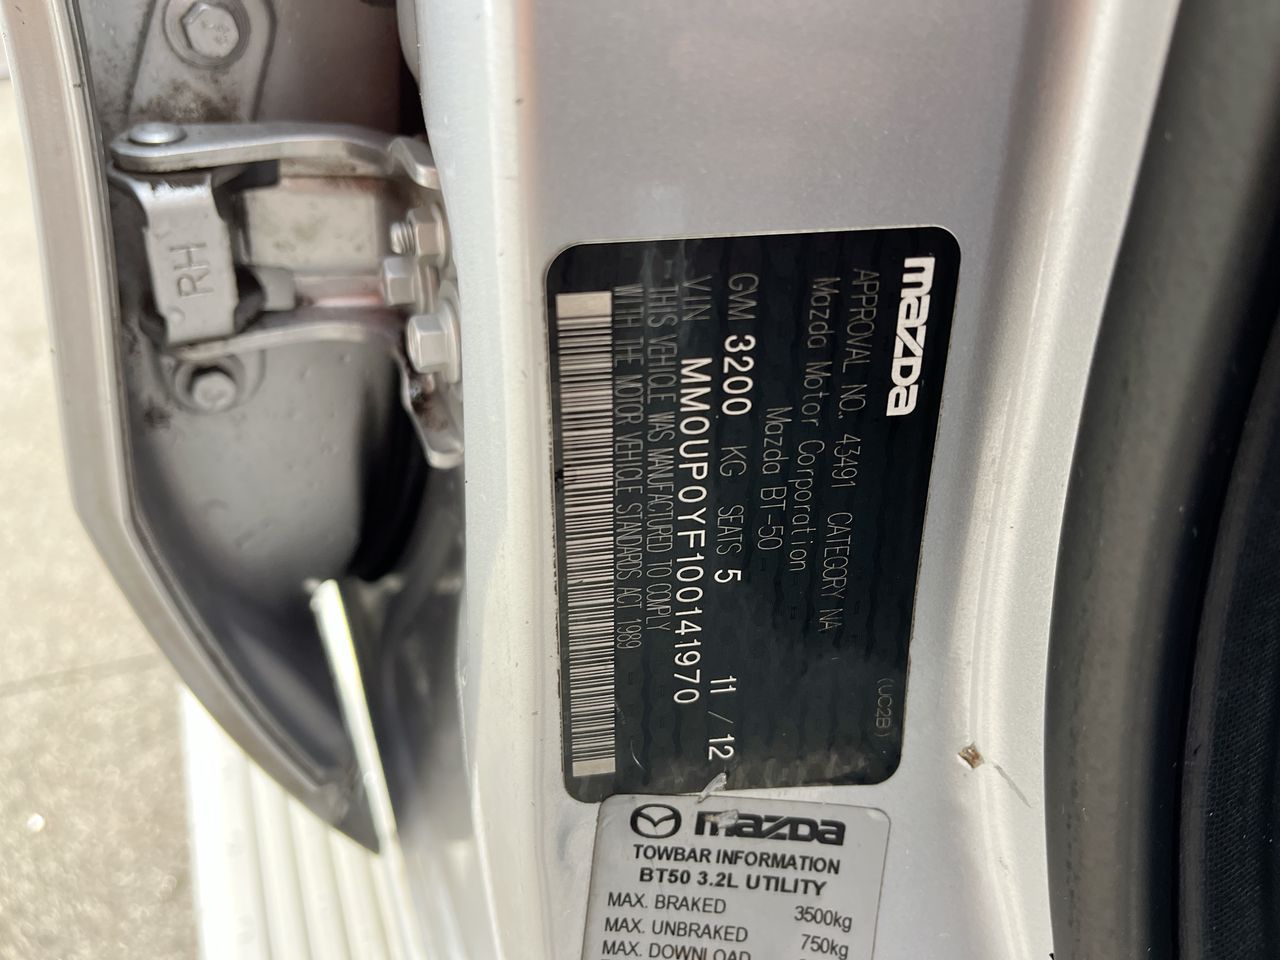 RH
mazda
(UC2B)
APPROVAL NO. 43491 CATEGORY NA
Mazda Motor Corporation
Mazda BT-50
GVM 3200 KG SEATS 5 11 / 12
VIN MM0UP0YF100141970
THIS VEHICLE WAS MANUFACTURED TO COMPLY
WITH THE MOTOR VEHICLE STANDARDS ACT 1989
mazda
TOWBAR INFORMATION
BT50 3.2L UTILITY
MAX. BRAKED 3500kg
MAX. UNBRAKED 750kg
MAX. DOWNLOAD